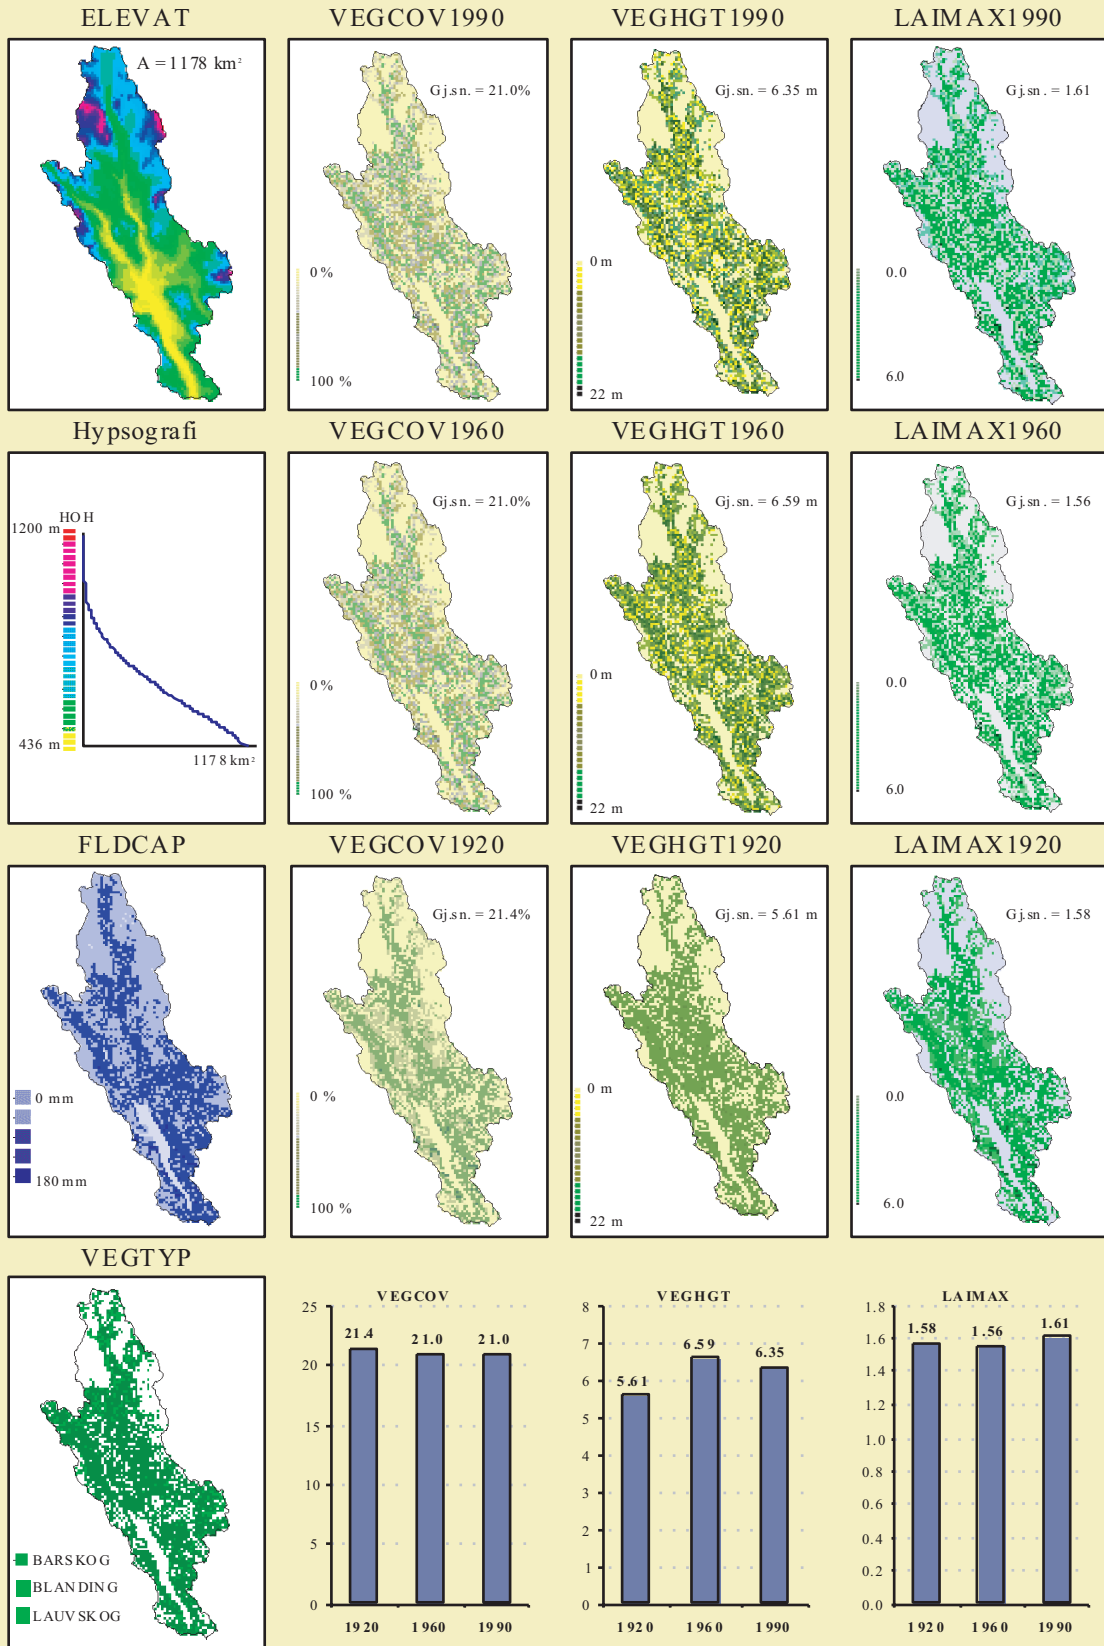 ELEVAT
VEGCOV1990
VEGHGT1990
LAIMAX1990
A = 1178 km²
Gj.sn. = 21.0%
0 %
100 %
Gj.sn. = 6.35 m
0 m
22 m
Gj.sn. = 1.61
0.0
6.0
Hypsografi
VEGCOV1960
VEGHGT1960
LAIMAX1960
HOH
1200 m
436 m
1178 km²
Gj.sn. = 21.0%
0 %
100 %
Gj.sn. = 6.59 m
0 m
22 m
Gj.sn. = 1.56
0.0
6.0
FLDCAP
VEGCOV1920
VEGHGT1920
LAIMAX1920
0 mm
180 mm
Gj.sn. = 21.4%
0 %
100 %
Gj.sn. = 5.61 m
0 m
22 m
Gj.sn. = 1.58
0.0
6.0
VEGTYP
BARSKOG
BLANDING
LAUVSKOG
VEGCOV
25
20
15
10
5
0
21.4
21.0
21.0
1920
1960
1990
VEGHGT
8
7
6
5
4
3
2
1
0
5.61
6.59
6.35
1920
1960
1990
LAIMAX
1.8
1.6
1.4
1.2
1.0
0.8
0.6
0.4
0.2
0.0
1.58
1.56
1.61
1920
1960
1990